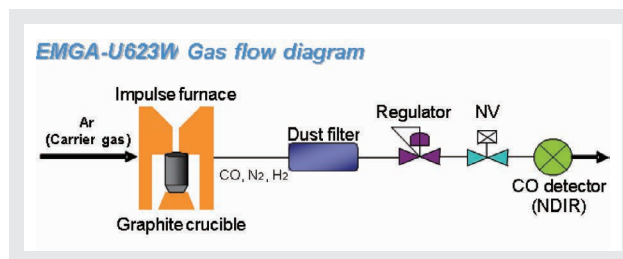 EMGA-U623W Gas flow diagram
Impulse furnace
Ar
(Carrier gas)
Graphite crucible
CO, N2, H2
Dust filter
Regulator
NV
CO detector
(NDIR)